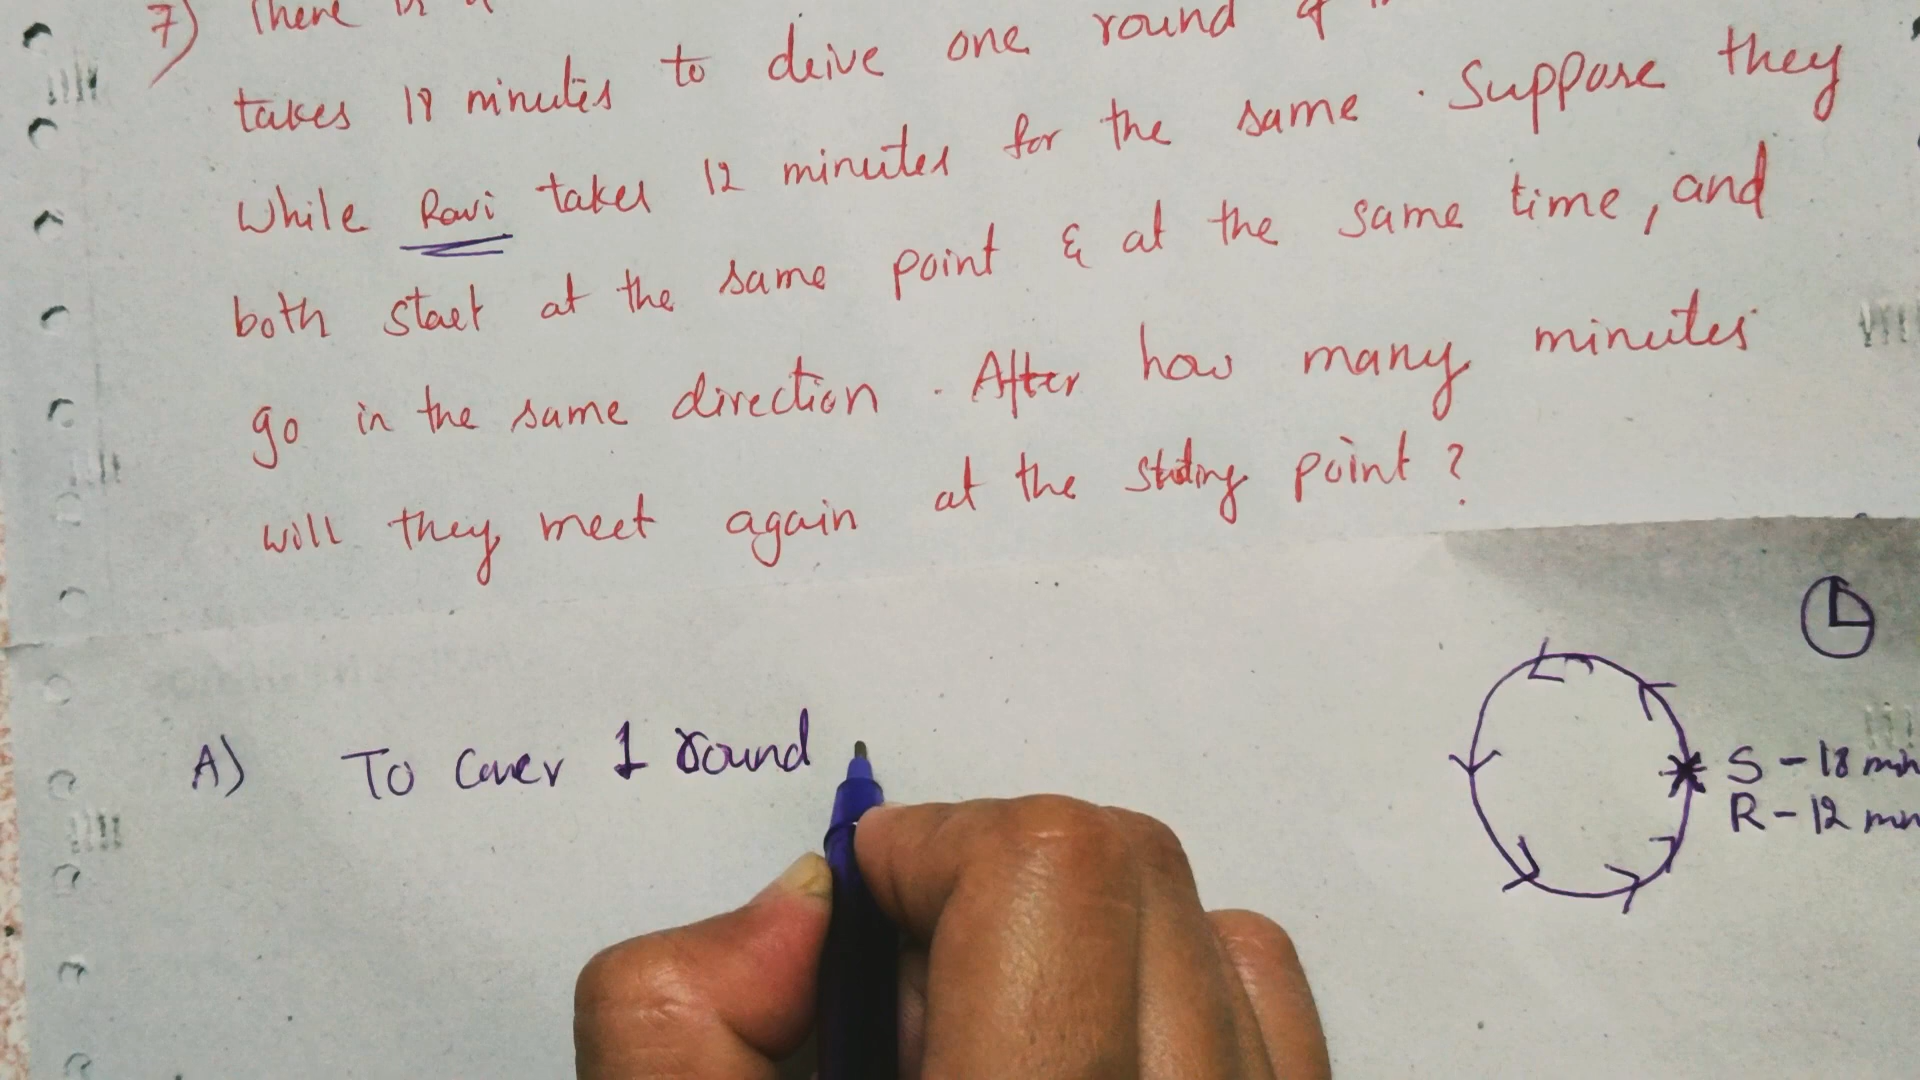 7) There is a
takes 18 minutes to drive one round of
While Ravi takes 12 minutes for the same. Suppose they
both start at the same point & at the same time, and
go in the same direction. After how many minutes
will they meet again at the starting point?
A) To Cover 1 round
S - 18 min
R - 12 min